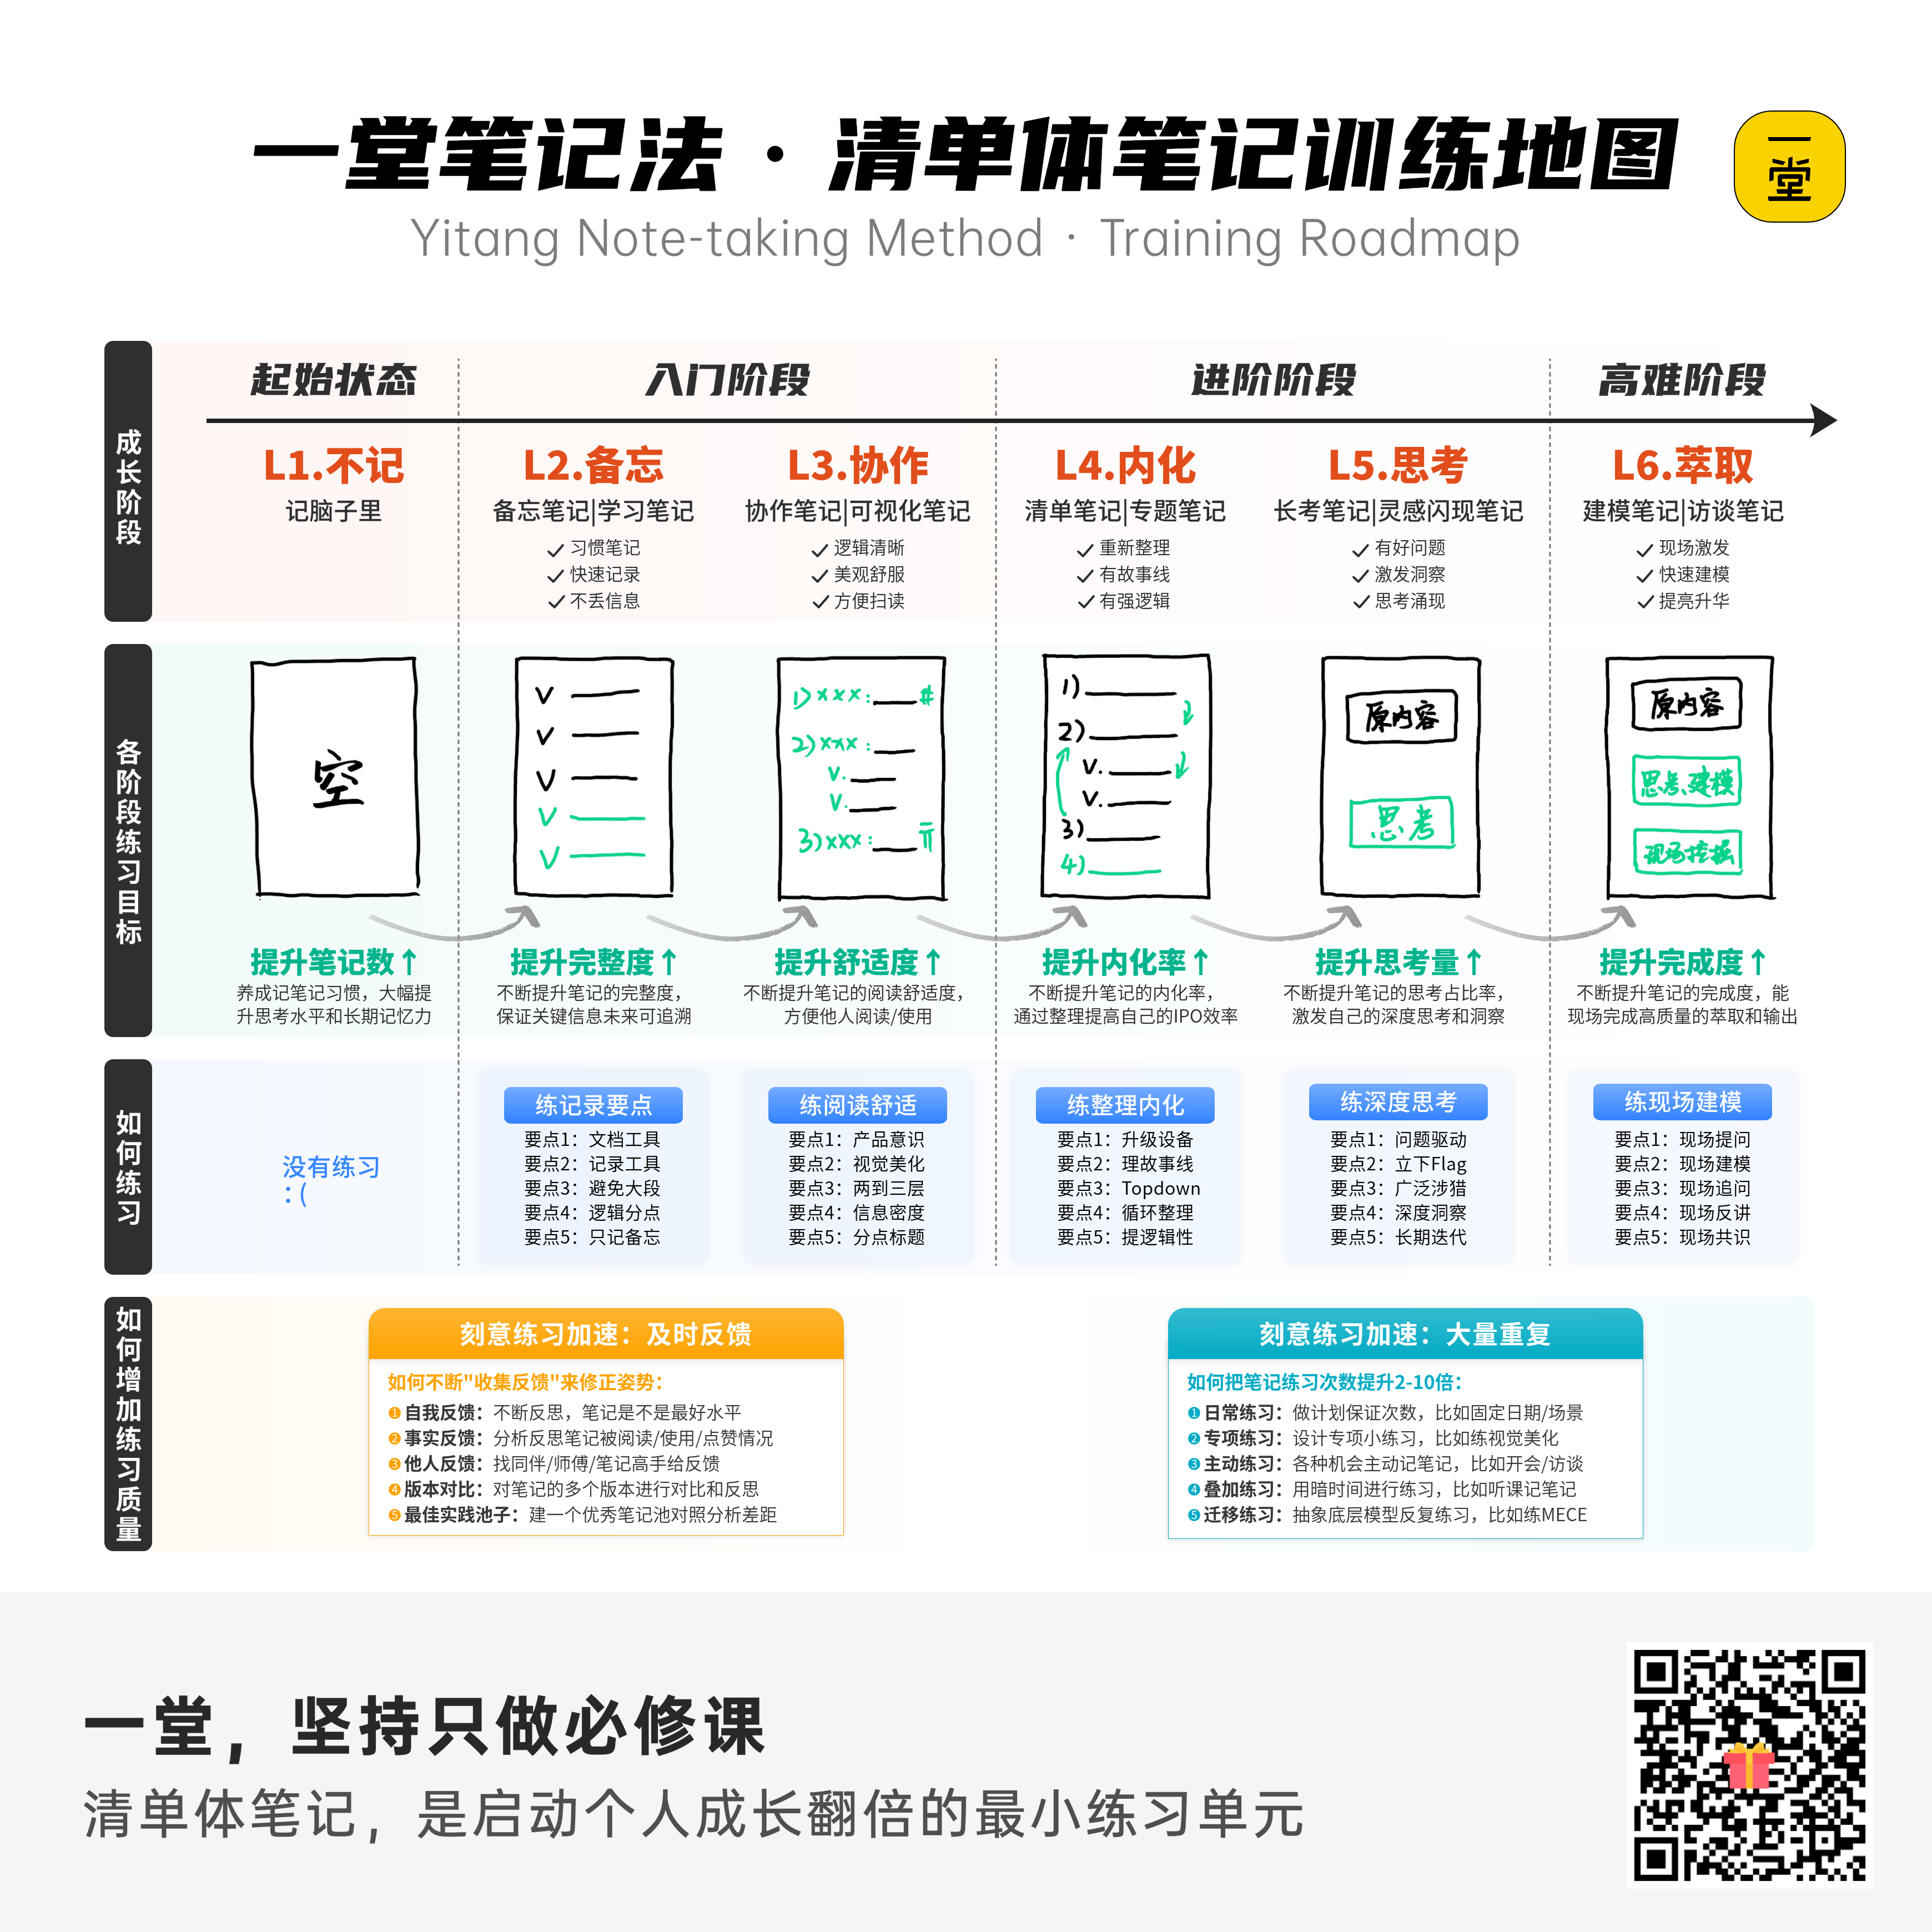 一堂笔记法 · 清单体笔记训练地图
一
堂
Yitang Note-taking Method · Training Roadmap
成长阶段
起始状态
入门阶段
进阶阶段
高难阶段
L1.不记
记脑子里
L2.备忘
备忘笔记|学习笔记
习惯笔记
快速记录
不丢信息
L3.协作
协作笔记|可视化笔记
逻辑清晰
美观舒服
方便扫读
L4.内化
清单笔记|专题笔记
重新整理
有故事线
有强逻辑
L5.思考
长考笔记|灵感闪现笔记
有好问题
激发洞察
思考涌现
L6.萃取
建模笔记|访谈笔记
现场激发
快速建模
提亮升华
各阶段练习目标
空
提升笔记数↑
养成记笔记习惯，大幅提
升思考水平和长期记忆力
提升完整度↑
不断提升笔记的完整度，
保证关键信息未来可追溯
1)xxx:
2)xxx:
v.
v.
3)xxx:
提升舒适度↑
不断提升笔记的阅读舒适度，
方便他人阅读/使用
1)
2)
v.
v.
3)
4)
提升内化率↑
不断提升笔记的内化率，
通过整理提高自己的IPO效率
原内容
思考
提升思考量↑
不断提升笔记的思考占比率，
激发自己的深度思考和洞察
原内容
思考、建模
现场挖掘
提升完成度↑
不断提升笔记的完成度，能
现场完成高质量的萃取和输出
如何练习
没有练习
:(
练记录要点
要点1：文档工具
要点2：记录工具
要点3：避免大段
要点4：逻辑分点
要点5：只记备忘
练阅读舒适
要点1：产品意识
要点2：视觉美化
要点3：两到三层
要点4：信息密度
要点5：分点标题
练整理内化
要点1：升级设备
要点2：理故事线
要点3：Topdown
要点4：循环整理
要点5：提逻辑性
练深度思考
要点1：问题驱动
要点2：立下Flag
要点3：广泛涉猎
要点4：深度洞察
要点5：长期迭代
练现场建模
要点1：现场提问
要点2：现场建模
要点3：现场追问
要点4：现场反讲
要点5：现场共识
如何增加练习质量
刻意练习加速：及时反馈
如何不断"收集反馈"来修正姿势：
1 自我反馈：不断反思，笔记是不是最好水平
2 事实反馈：分析反思笔记被阅读/使用/点赞情况
3 他人反馈：找同伴/师傅/笔记高手给反馈
4 版本对比：对笔记的多个版本进行对比和反思
5 最佳实践池子：建一个优秀笔记池对照分析差距
刻意练习加速：大量重复
如何把笔记练习次数提升2-10倍：
1 日常练习：做计划保证次数，比如固定日期/场景
2 专项练习：设计专项小练习，比如练视觉美化
3 主动练习：各种机会主动记笔记，比如开会/访谈
4 叠加练习：用暗时间进行练习，比如听课记笔记
5 迁移练习：抽象底层模型反复练习，比如练MECE
一堂，坚持只做必修课
清单体笔记，是启动个人成长翻倍的最小练习单元